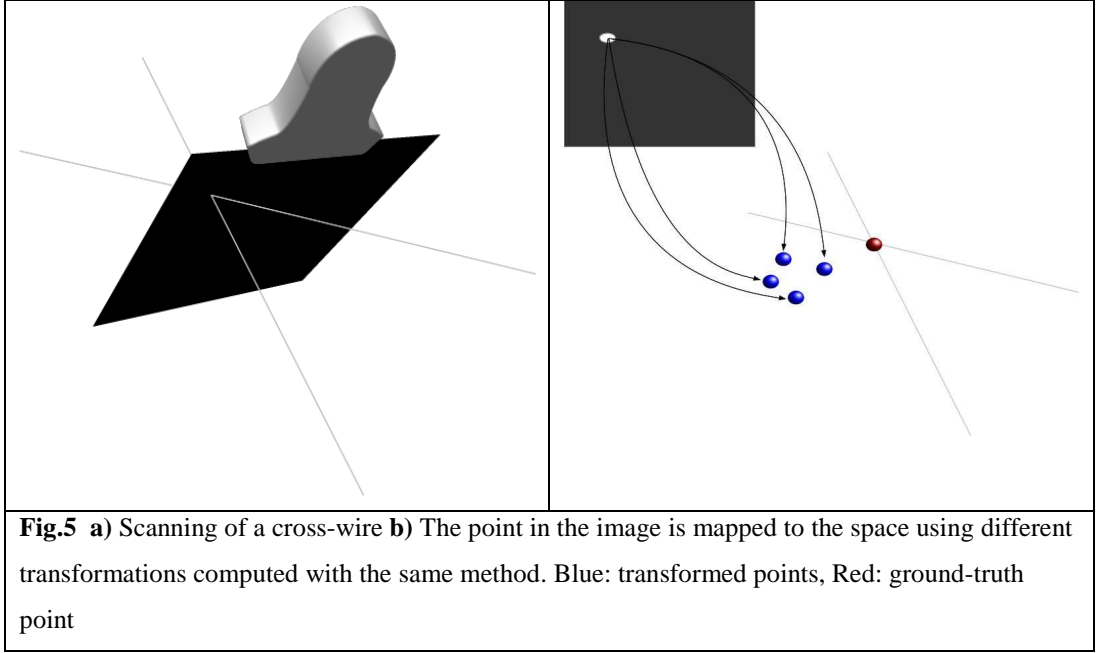 Fig.5 a) Scanning of a cross-wire b) The point in the image is mapped to the space using different
transformations computed with the same method. Blue: transformed points, Red: ground-truth
point